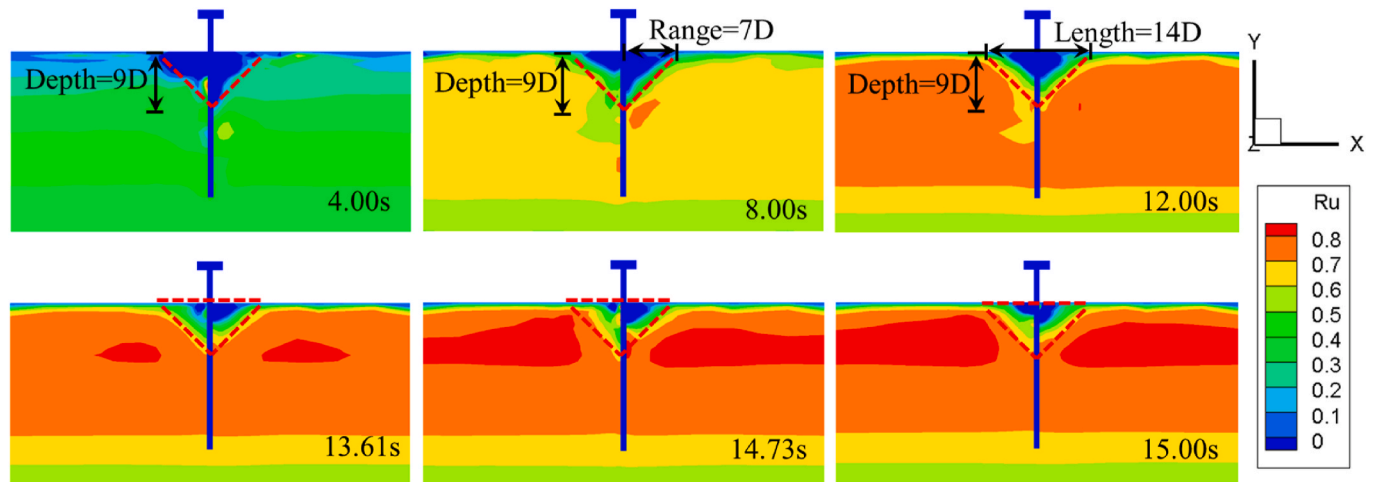 Range=7D
Length=14D
Depth=9D
Depth=9D
Depth=9D
4.00s
8.00s
12.00s
Y
Z
X
Ru
0.8
0.7
0.6
0.5
0.4
0.3
0.2
0.1
0
13.61s
14.73s
15.00s